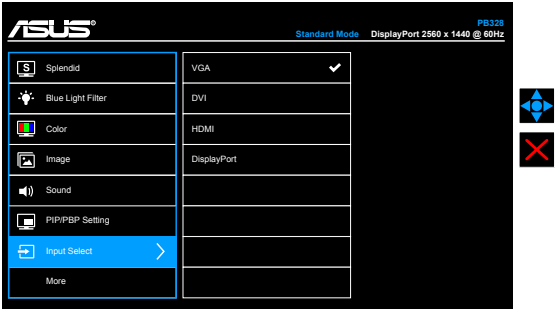 ASUS
PB328
Standard Mode DisplayPort 2560 x 1440 @ 60Hz
S Splendid
VGA
Blue Light Filter
DVI
Color
HDMI
Image
DisplayPort
Sound
PIP/PBP Setting
Input Select
More